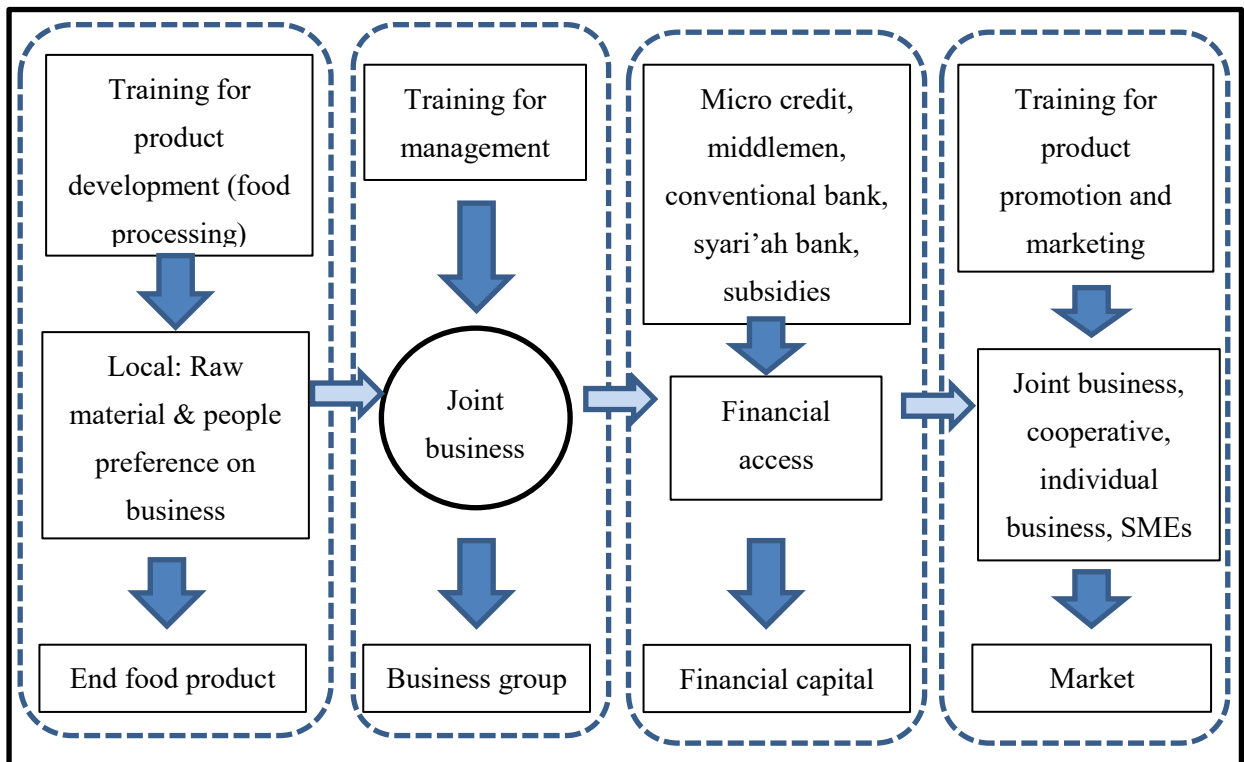 Training for
product
development (food
processing)
Local: Raw
material & people
preference on
business
End food product
Training for
management
Joint
business
Business group
Micro credit,
middlemen,
conventional bank,
syari’ah bank,
subsidies
Financial
access
Financial capital
Training for
product
promotion and
marketing
Joint business,
cooperative,
individual
business, SMEs
Market